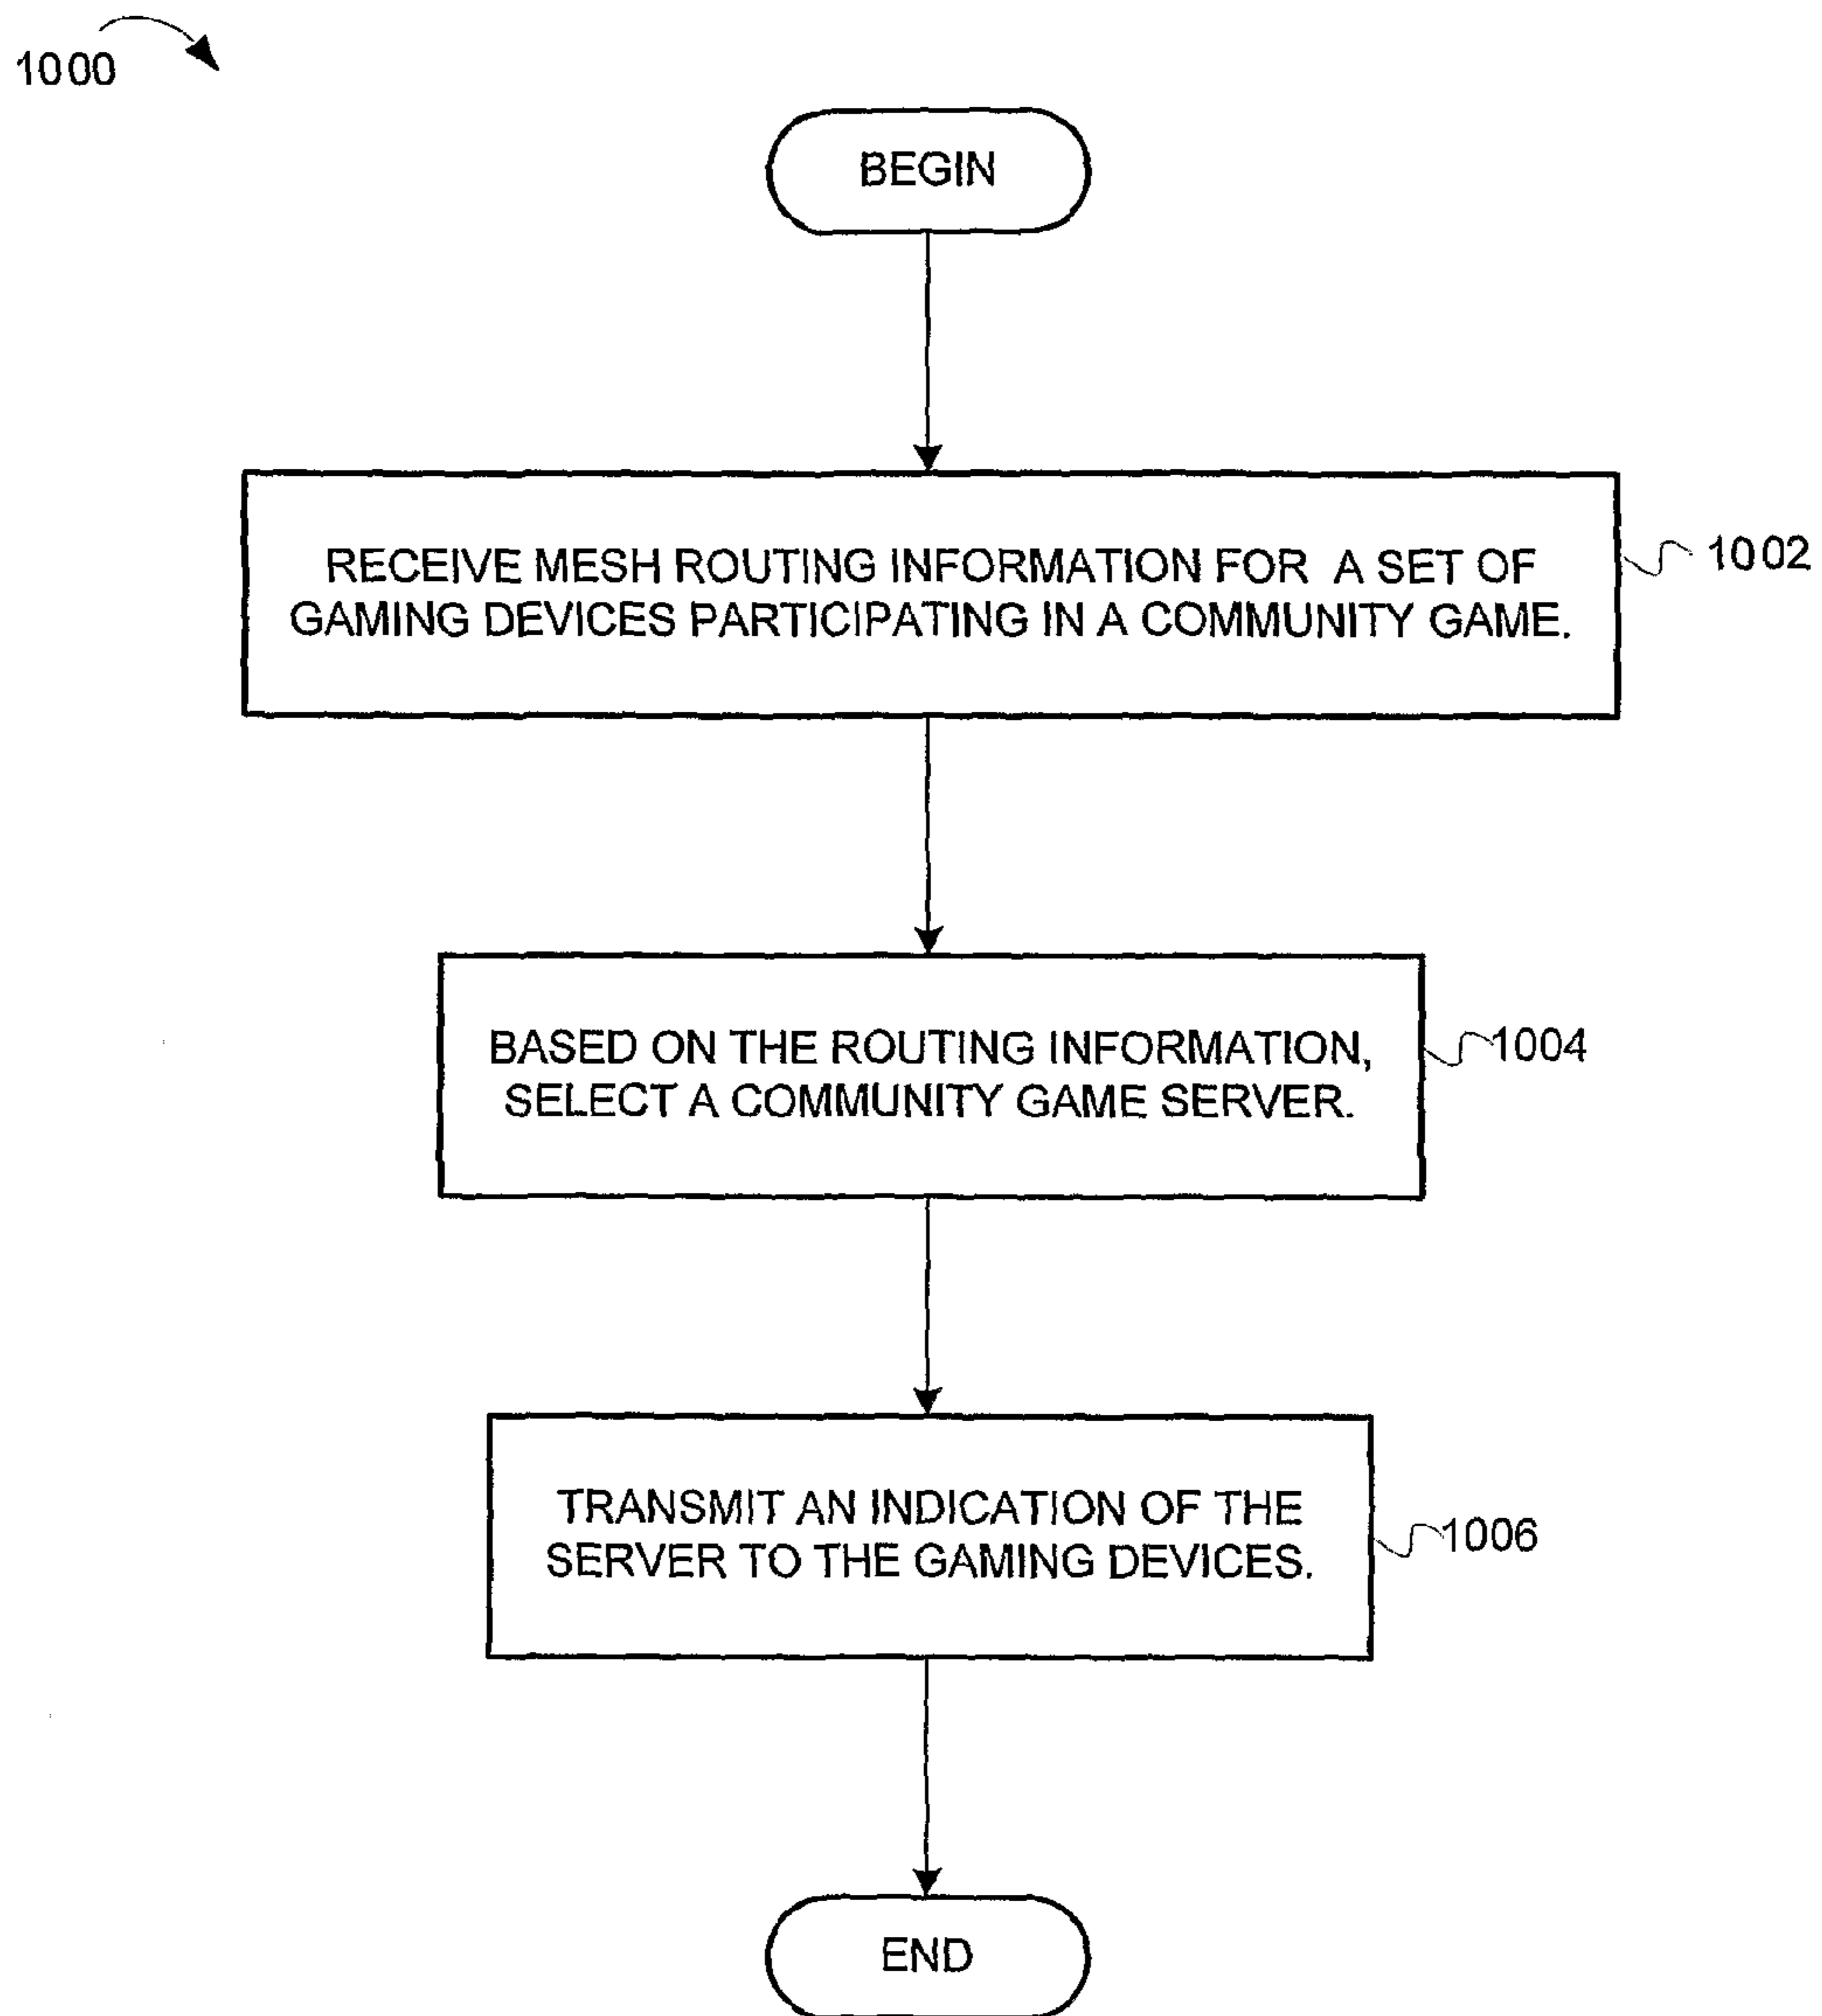 1000
BEGIN
RECEIVE MESH ROUTING INFORMATION FOR A SET OF
GAMING DEVICES PARTICIPATING IN A COMMUNITY GAME.
1002
BASED ON THE ROUTING INFORMATION,
SELECT A COMMUNITY GAME SERVER.
1004
TRANSMIT AN INDICATION OF THE
SERVER TO THE GAMING DEVICES.
1006
END